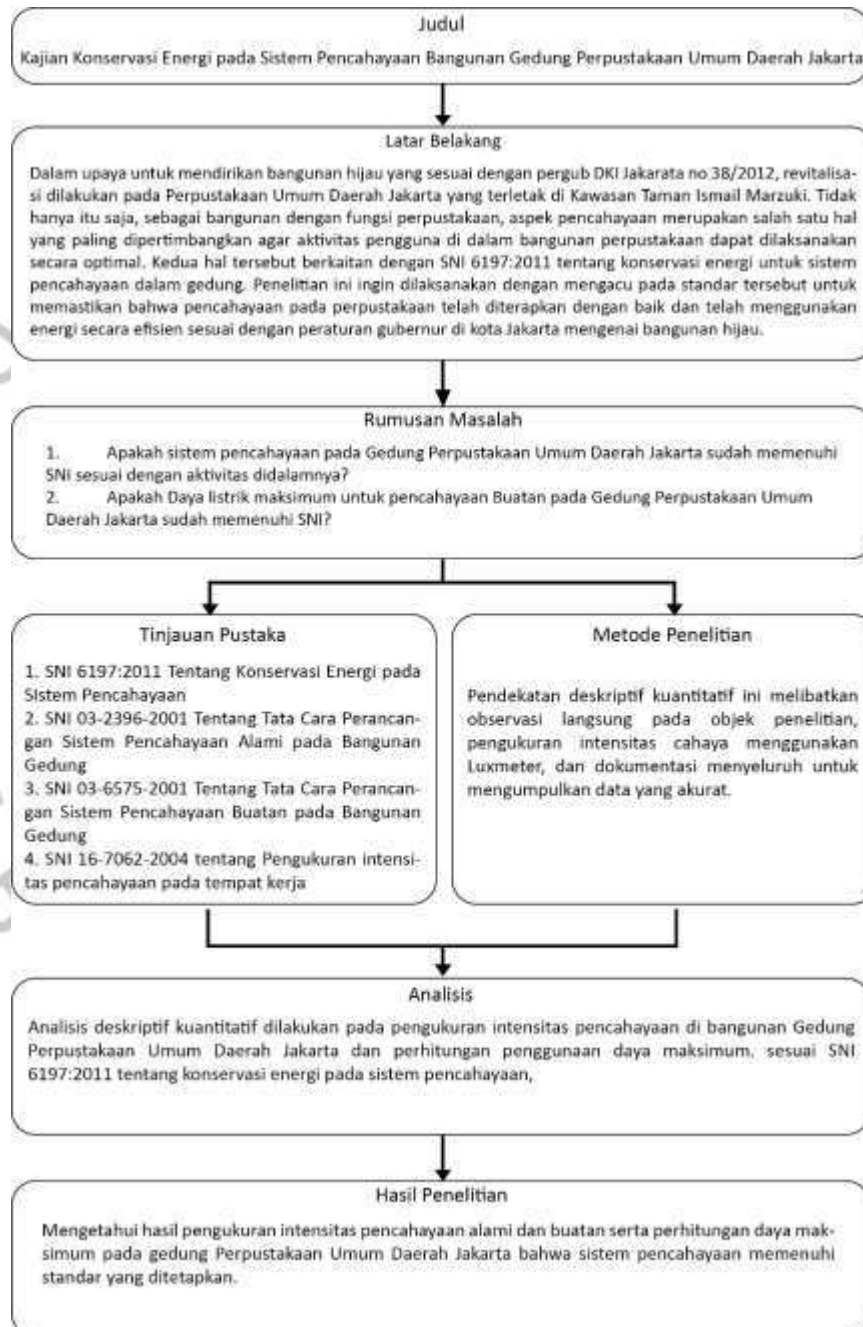 Judul
Kajian Konservasi Energi pada Sistem Pencahayaan Bangunan Gedung Perpustakaan Umum Daerah Jakarta
Latar Belakang
Dalam upaya untuk mendirikan bangunan hijau yang sesuai dengan pergub DKI Jakarata no 38/2012, revitalisa-
si dilakukan pada Perpustakaan Umum Daerah Jakarta yang terletak di Kawasan Taman Ismail Marzuki. Tidak
hanya itu saja, sebagai bangunan dengan fungsi perpustakaan, aspek pencahayaan merupakan salah satu hal
yang paling dipertimbangkan agar aktivitas pengguna di dalam bangunan perpustakaan dapat dilaksanakan
secara optimal. Kedua hal tersebut berkaitan dengan SNI 6197:2011 tentang konservasi energi untuk sistem
pencahayaan dalam gedung. Penelitian ini ingin dilaksanakan dengan mengacu pada standar tersebut untuk
memastikan bahwa pencahayaan pada perpustakaan telah diterapkan dengan baik dan telah menggunakan
energi secara efisien sesuai dengan peraturan gubernur di kota Jakarta mengenai bangunan hijau.
Rumusan Masalah
1. Apakah sistem pencahayaan pada Gedung Perpustakaan Umum Daerah Jakarta sudah memenuhi
SNI sesuai dengan aktivitas didalamnya?
2. Apakah Daya listrik maksimum untuk pencahayaan Buatan pada Gedung Perpustakaan Umum
Daerah Jakarta sudah memenuhi SNI?
Tinjauan Pustaka
1. SNI 6197:2011 Tentang Konservasi Energi pada
SIstem Pencahayaan
2. SNI 03-2396-2001 Tentang Tata Cara Perancan-
gan Sistem Pencahayaan Alami pada Bangunan
Gedung
3. SNI 03-6575-2001 Tentang Tata Cara Perancan-
gan Sistem Pencahayaan Buatan pada Bangunan
Gedung
4. SNI 16-7062-2004 tentang Pengukuran intensi-
tas pencahayaan pada tempat kerja
Metode Penelitian
Pendekatan deskriptif kuantitatif ini melibatkan
observasi langsung pada objek penelitian,
pengukuran intensitas cahaya menggunakan
Luxmeter, dan dokumentasi menyeluruh untuk
mengumpulkan data yang akurat.
Analisis
Analisis deskriptif kuantitatif dilakukan pada pengukuran intensitas pencahayaan di bangunan Gedung
Perpustakaan Umum Daerah Jakarta dan perhitungan penggunaan daya maksimum. sesuai SNI
6197:2011 tentang konservasi energi pada sistem pencahayaan,
Hasil Penelitian
Mengetahui hasil pengukuran intensitas pencahayaan alami dan buatan serta perhitungan daya mak-
simum pada gedung Perpustakaan Umum Daerah Jakarta bahwa sistem pencahayaan memenuhi
standar yang ditetapkan.